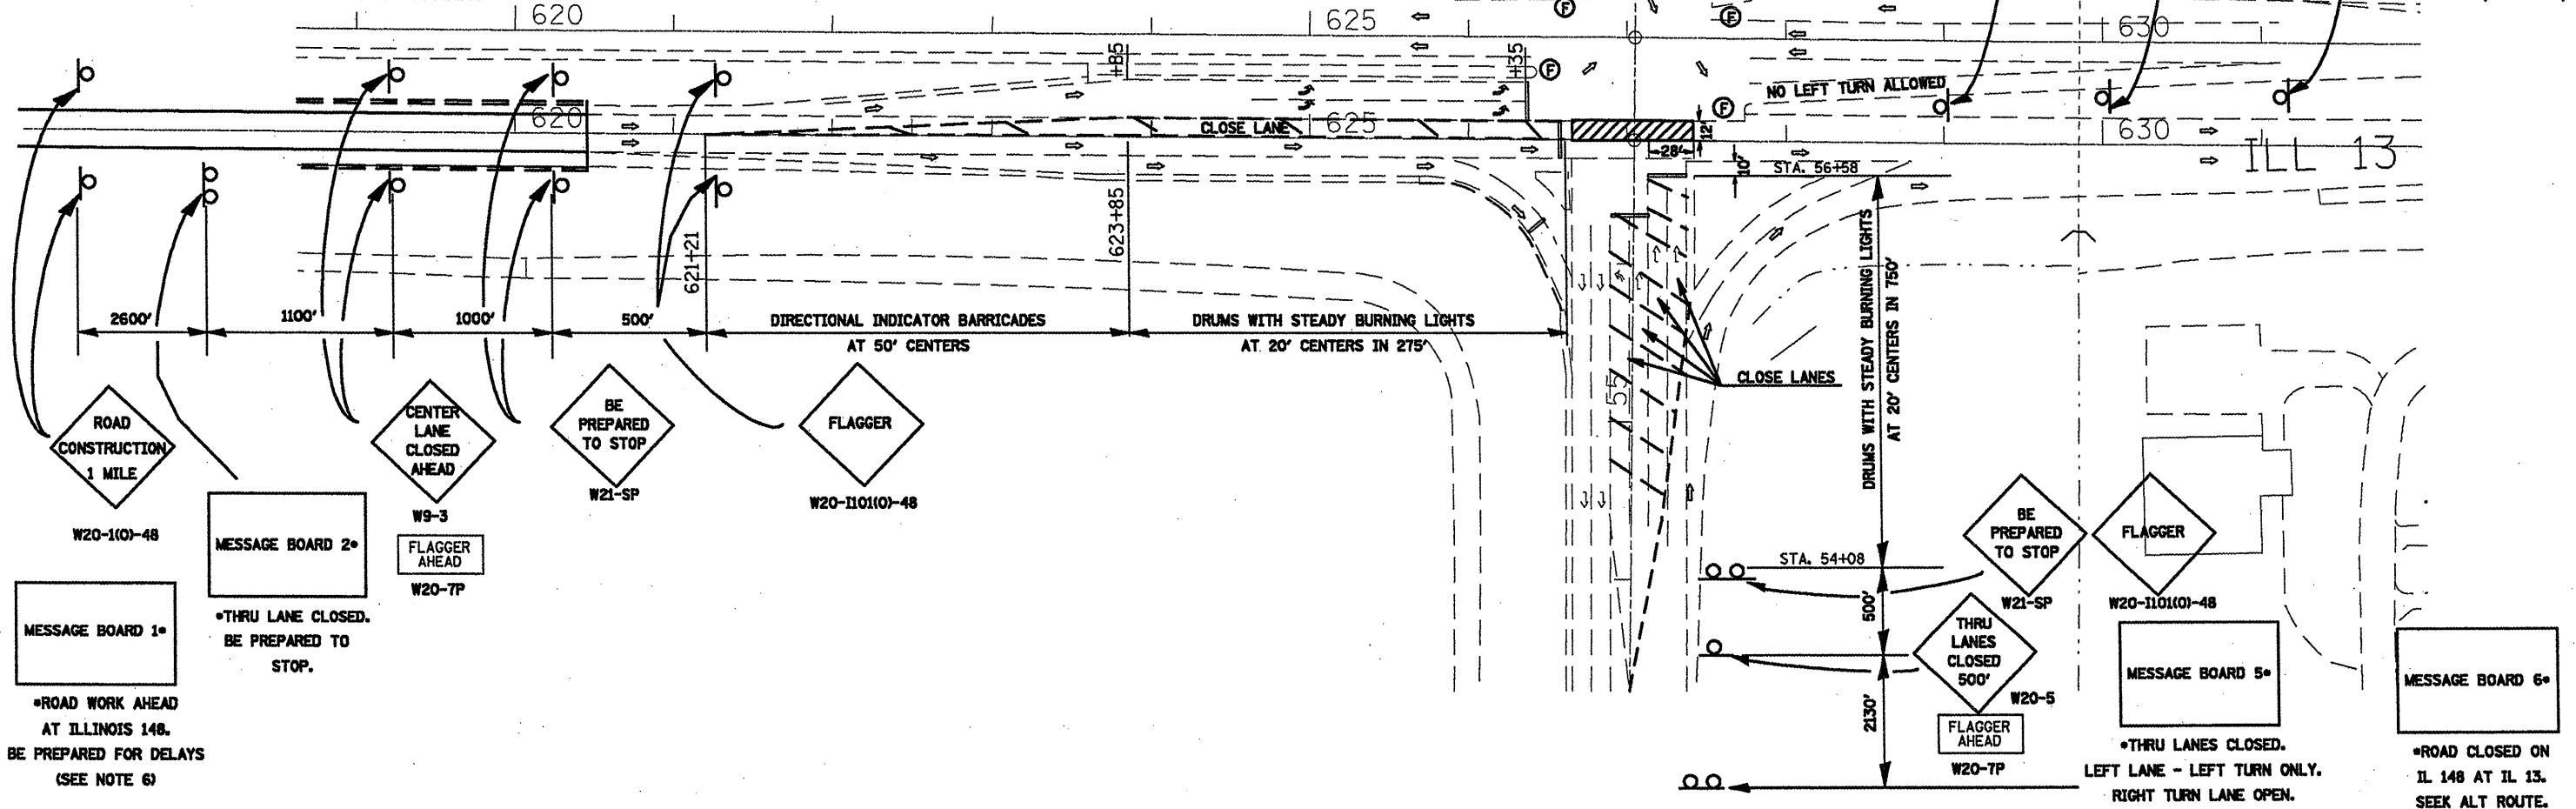 620
625
630
+85
+35
F
F
F
F
NO LEFT TURN ALLOWED
620
CLOSE LANE
625
12'
630
28'
10'
STA. 56+58
ILL 13
621+21
623+85
2600'
1100'
1000'
500'
DIRECTIONAL INDICATOR BARRICADES
AT 50' CENTERS
DRUMS WITH STEADY BURNING LIGHTS
AT 20' CENTERS IN 275'
DRUMS WITH STEADY BURNING LIGHTS
AT 20' CENTERS IN 750'
55
CLOSE LANES
ROAD
CONSTRUCTION
1 MILE
W20-1(O)-48
CENTER
LANE
CLOSED
AHEAD
W9-3
FLAGGER
AHEAD
W20-7P
BE
PREPARED
TO STOP
W21-SP
FLAGGER
W20-I101(O)-48
MESSAGE BOARD 2*
*THRU LANE CLOSED.
BE PREPARED TO
STOP.
MESSAGE BOARD 1*
*ROAD WORK AHEAD
AT ILLINOIS 148.
BE PREPARED FOR DELAYS
(SEE NOTE 6)
STA. 54+08
500'
2130'
BE
PREPARED
TO STOP
W21-SP
FLAGGER
W20-I101(O)-48
THRU
LANES
CLOSED
500'
W20-5
FLAGGER
AHEAD
W20-7P
MESSAGE BOARD 5*
*THRU LANES CLOSED.
LEFT LANE - LEFT TURN ONLY.
RIGHT TURN LANE OPEN.
MESSAGE BOARD 6*
*ROAD CLOSED ON
IL 148 AT IL 13.
SEEK ALT ROUTE.